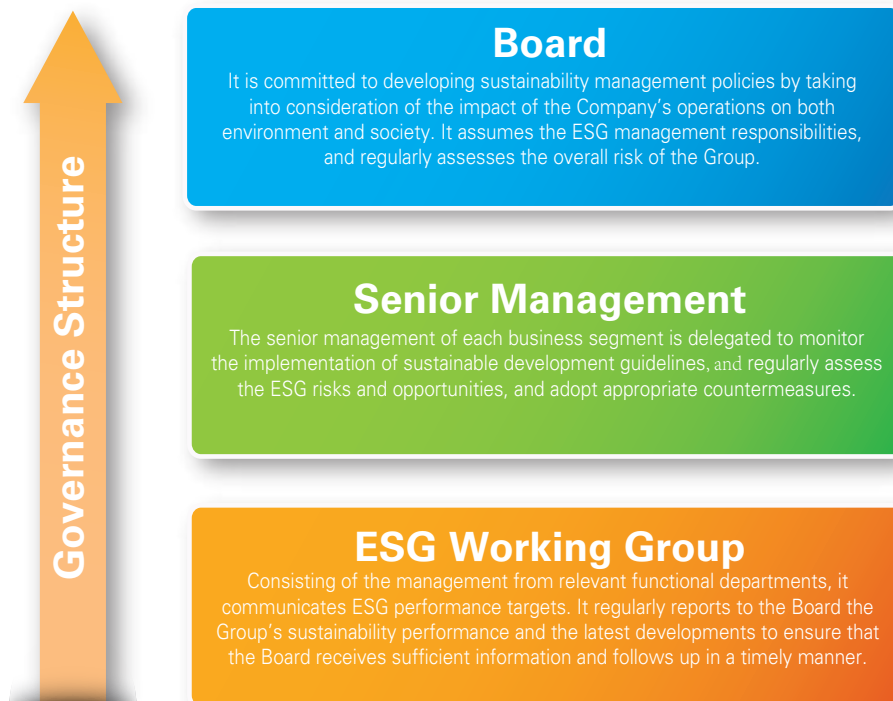 Governance Structure
Board
It is committed to developing sustainability management policies by taking
into consideration of the impact of the Company's operations on both
environment and society. It assumes the ESG management responsibilities,
and regularly assesses the overall risk of the Group.
Senior Management
The senior management of each business segment is delegated to monitor
the implementation of sustainable development guidelines, and regularly assess
the ESG risks and opportunities, and adopt appropriate countermeasures.
ESG Working Group
Consisting of the management from relevant functional departments, it
communicates ESG performance targets. It regularly reports to the Board the
Group's sustainability performance and the latest developments to ensure that
the Board receives sufficient information and follows up in a timely manner.